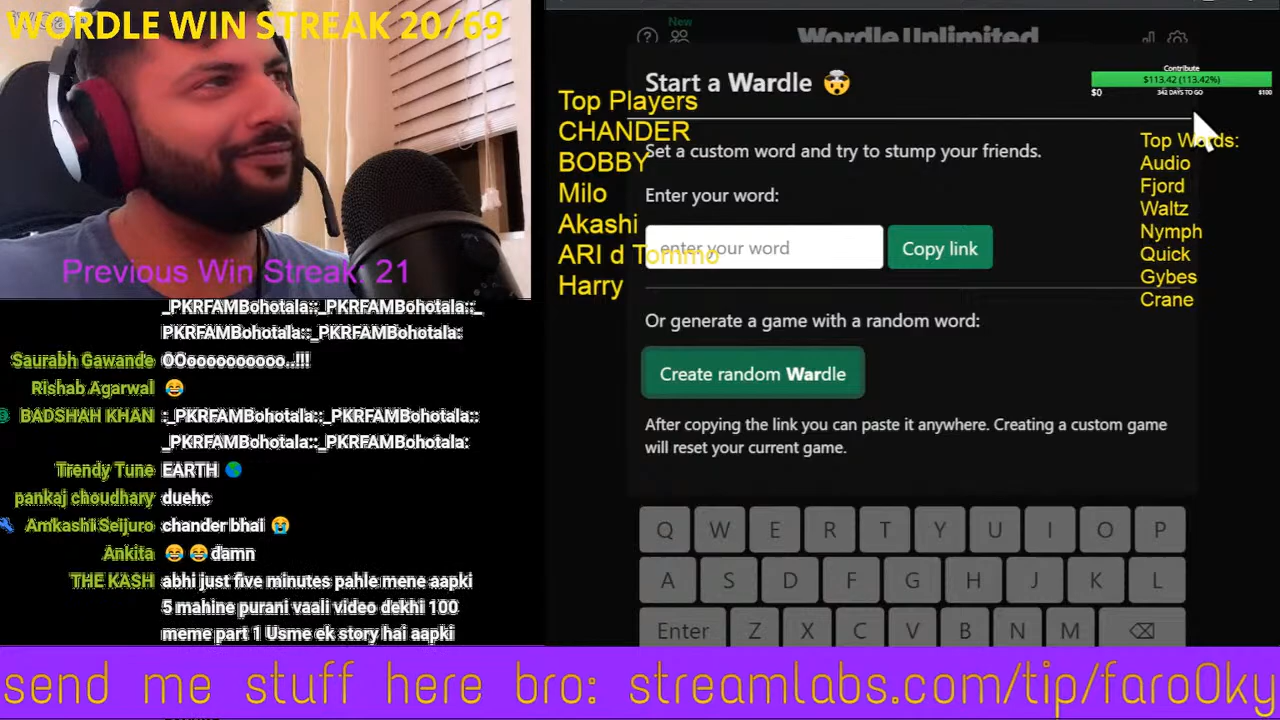 WORDLE WIN STREAK 20/69
Previous Win Streak: 21
_PKRFAMBohotala::_PKRFAMBohotala::_
PKRFAMBohotala::_PKRFAMBohotala:
Saurabh Gawande OOoooooooooo..!!!
Rishab Agarwal 😂
BADSHAH KHAN :_PKRFAMBohotala::_PKRFAMBohotala::
_PKRFAMBohotala::_PKRFAMBohotala:
Trendy Tune EARTH 🌎
pankaj choudhary duehc
Amkashi Seijuro chander bhai 😭
Ankita 😂😂damn
THE KASH abhi just five minutes pahle mene aapki
5 mahine purani vaali video dekhi 100
meme part 1 Usme ek story hai aapki
New
Wordle Unlimited
Start a Wardle 🤯
Contribute
$113.42 (113.42%)
$0 342 DAYS TO GO $100
Top Players
CHANDER
BOBBY
Milo
Akashi
ARI d Tommo
Harry
Set a custom word and try to stump your friends.
Enter your word:
enter your word
Copy link
Or generate a game with a random word:
Create random Wardle
After copying the link you can paste it anywhere. Creating a custom game
will reset your current game.
Top Words:
Audio
Fjord
Waltz
Nymph
Quick
Gybes
Crane
Q W E R T Y U I O P
A S D F G H J K L
Enter Z X C V B N M
send me stuff here bro: streamlabs.com/tip/faro0ky